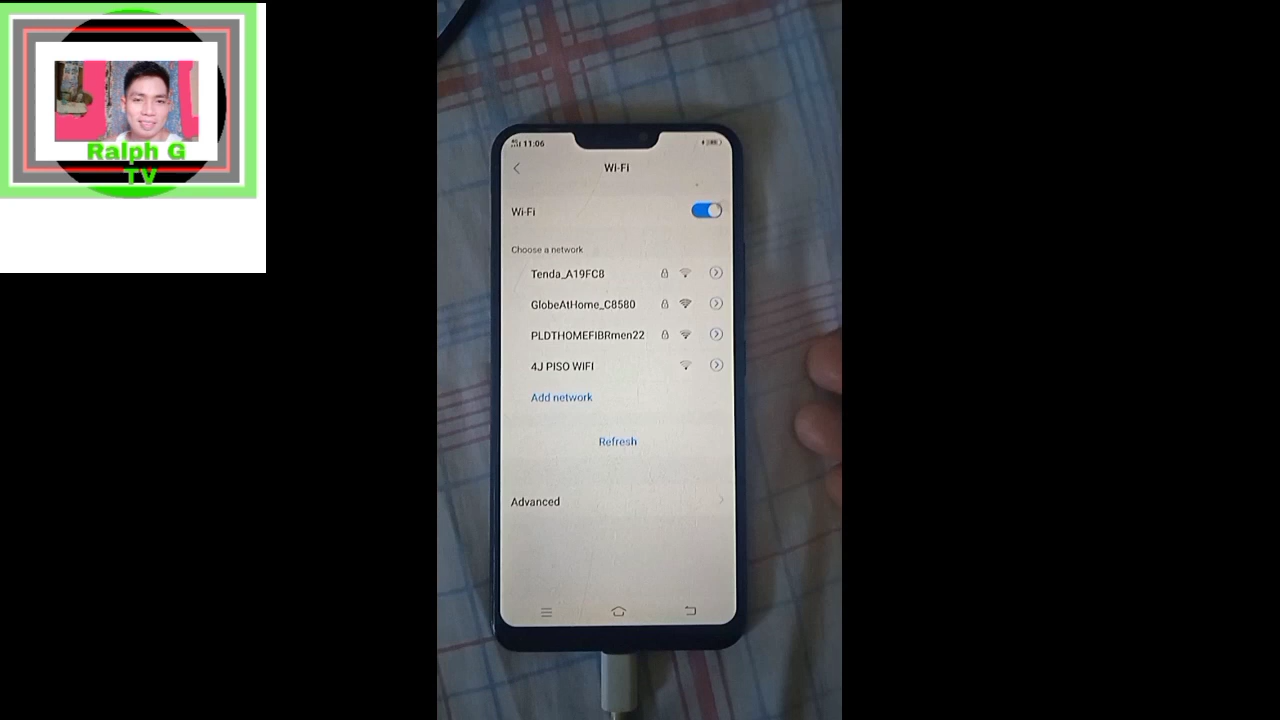 Ralph G
TV
11:06
Wi-Fi
Wi-Fi
Choose a network
Tenda_A19FC8
GlobeAtHome_C8580
PLDTHOMEFIBRmen22
4J PISO WIFI
Add network
Refresh
Advanced